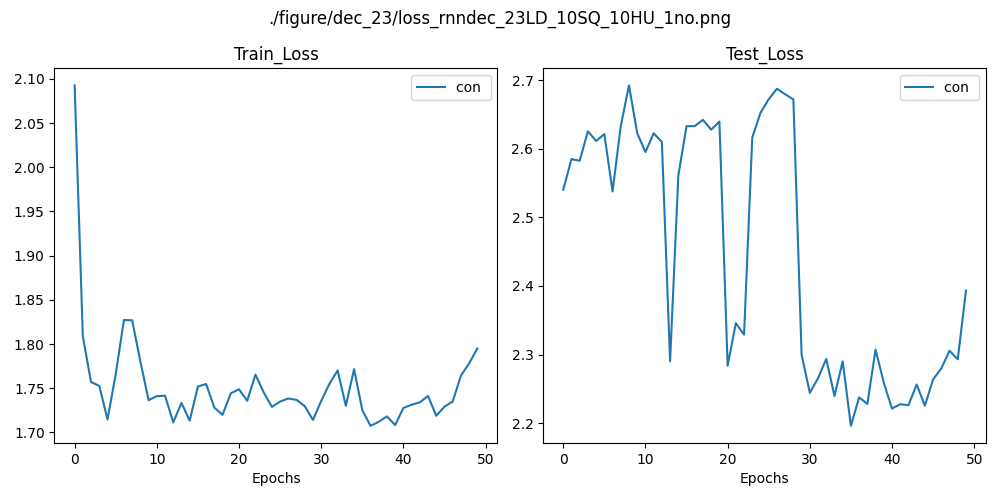 ./figure/dec_23/loss_rnndec_23LD_10SQ_10HU_1no.png
Train_Loss
con
2.10
2.05
2.00
1.95
1.90
1.85
1.80
1.75
1.70
0 10 20 30 40 50
Epochs
Test_Loss
con
2.7
2.6
2.5
2.4
2.3
2.2
0 10 20 30 40 50
Epochs